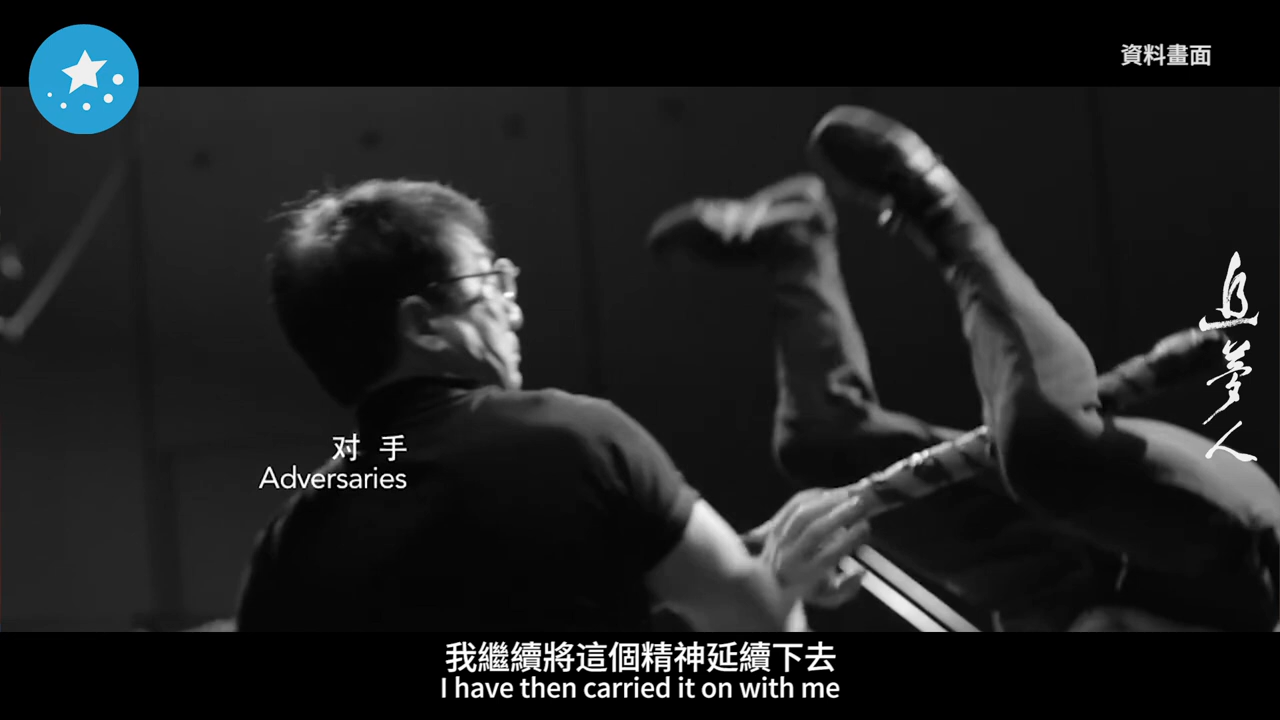 資料畫面
追夢人
对 手
Adversaries
我繼續將這個精神延續下去
I have then carried it on with me